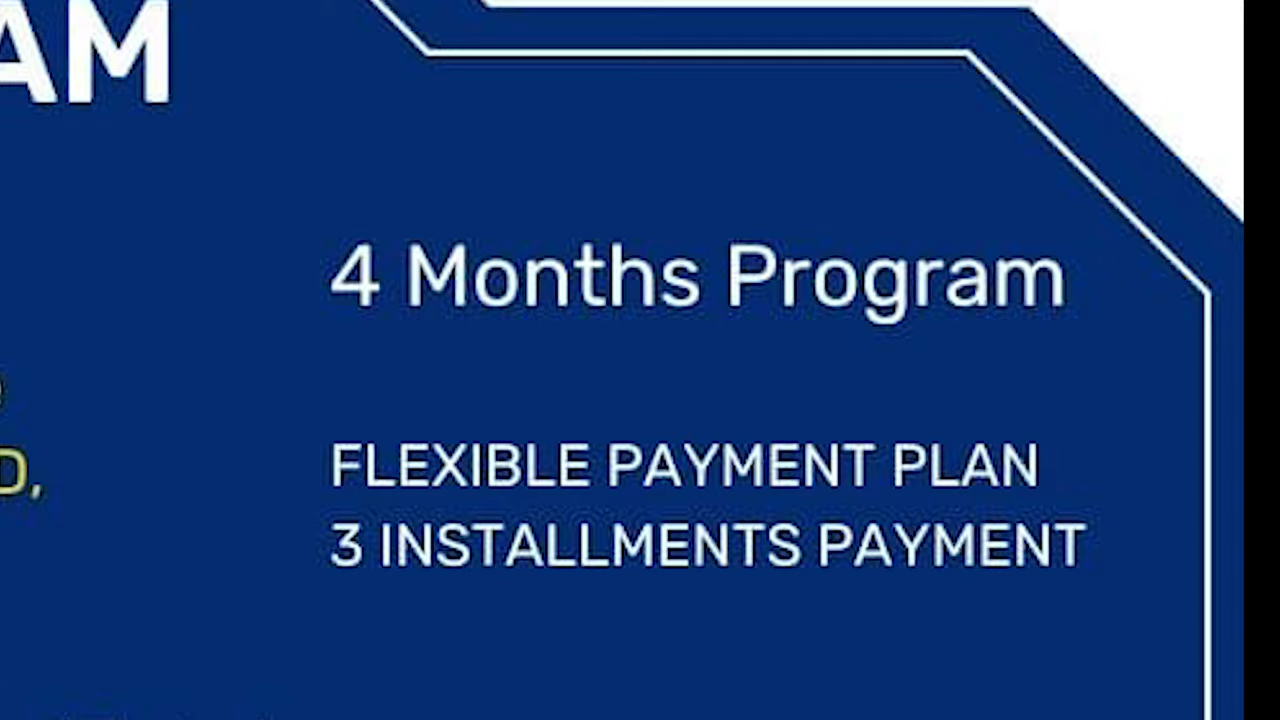 AM
4 Months Program
D,
FLEXIBLE PAYMENT PLAN
3 INSTALLMENTS PAYMENT